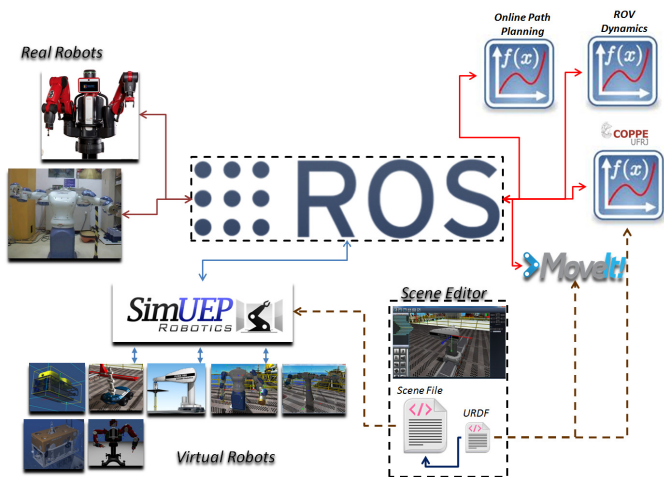 Online Path
Planning
ROV
Dynamics
Real Robots
f(x)
f(x)
COPPE
UFRJ
f(x)
ROS
MoveIt!
SimUEP
ROBOTICS
Scene Editor
Scene File
</>
URDF
</>
Virtual Robots